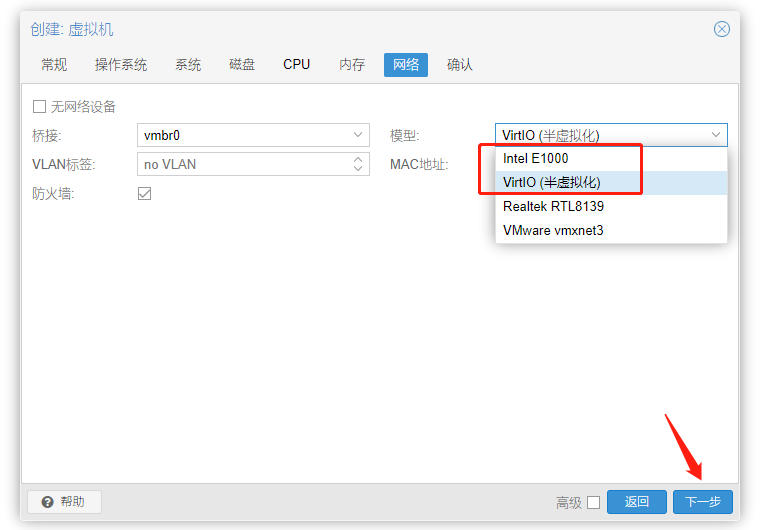 创建: 虚拟机
常规 操作系统 系统 磁盘 CPU 内存 网络 确认
无网络设备
桥接: vmbr0 模型: VirtIO (半虚拟化)
VLAN标签: no VLAN MAC地址: Intel E1000
防火墙: VirtIO (半虚拟化)
Realtek RTL8139
VMware vmxnet3
帮助 高级 返回 下一步